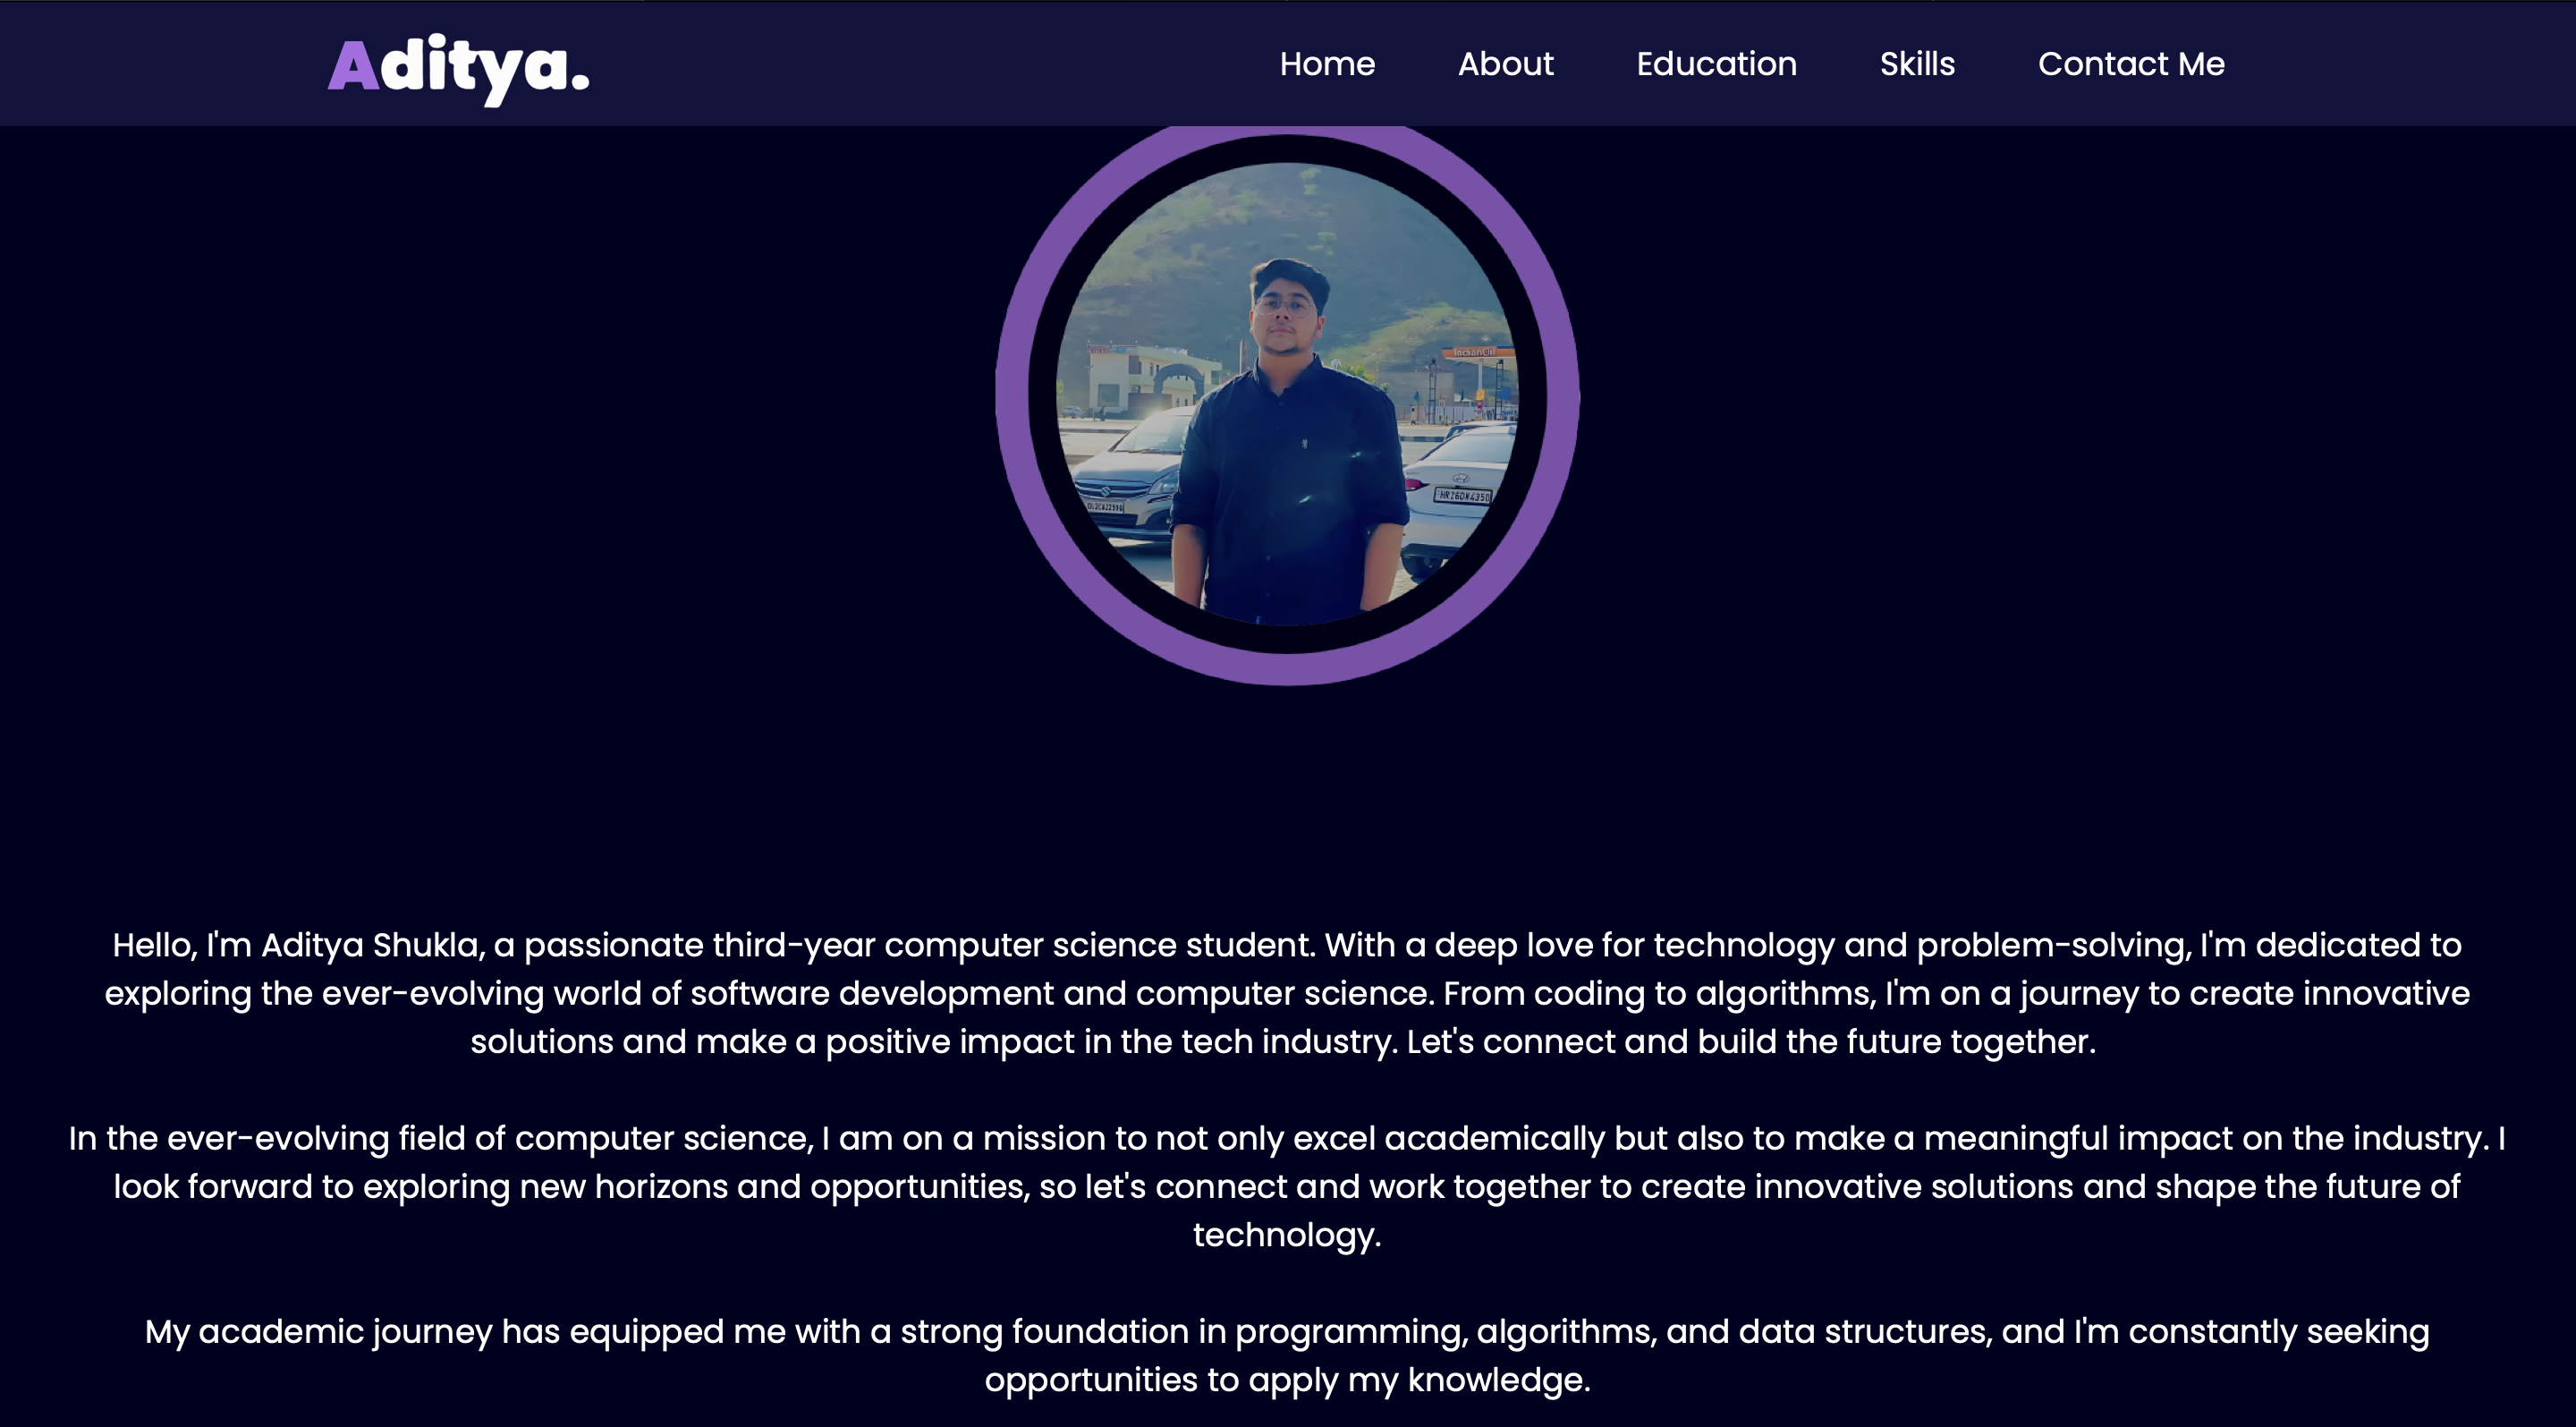 Aditya.
Home
About
Education
Skills
Contact Me
IndianOil
Hello, I'm Aditya Shukla, a passionate third-year computer science student. With a deep love for technology and problem-solving, I'm dedicated to
exploring the ever-evolving world of software development and computer science. From coding to algorithms, I'm on a journey to create innovative
solutions and make a positive impact in the tech industry. Let's connect and build the future together.
In the ever-evolving field of computer science, I am on a mission to not only excel academically but also to make a meaningful impact on the industry. I
look forward to exploring new horizons and opportunities, so let's connect and work together to create innovative solutions and shape the future of
technology.
My academic journey has equipped me with a strong foundation in programming, algorithms, and data structures, and I'm constantly seeking
opportunities to apply my knowledge.